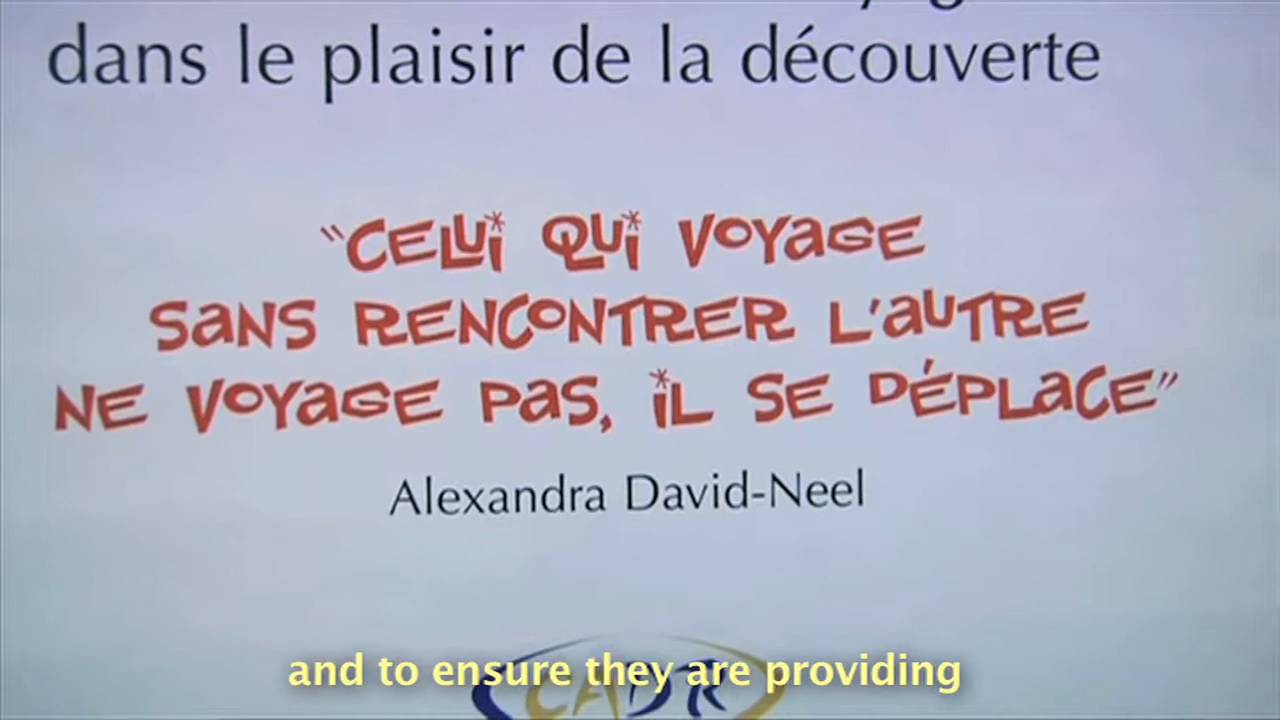 dans le plaisir de la découverte
"CELUI QUI VOYAGE
SANS RENCONTRER L'AUTRE
NE VOYAGE PAS, IL SE DÉPLACE"
Alexandra David-Neel
and to ensure they are providing
CADR